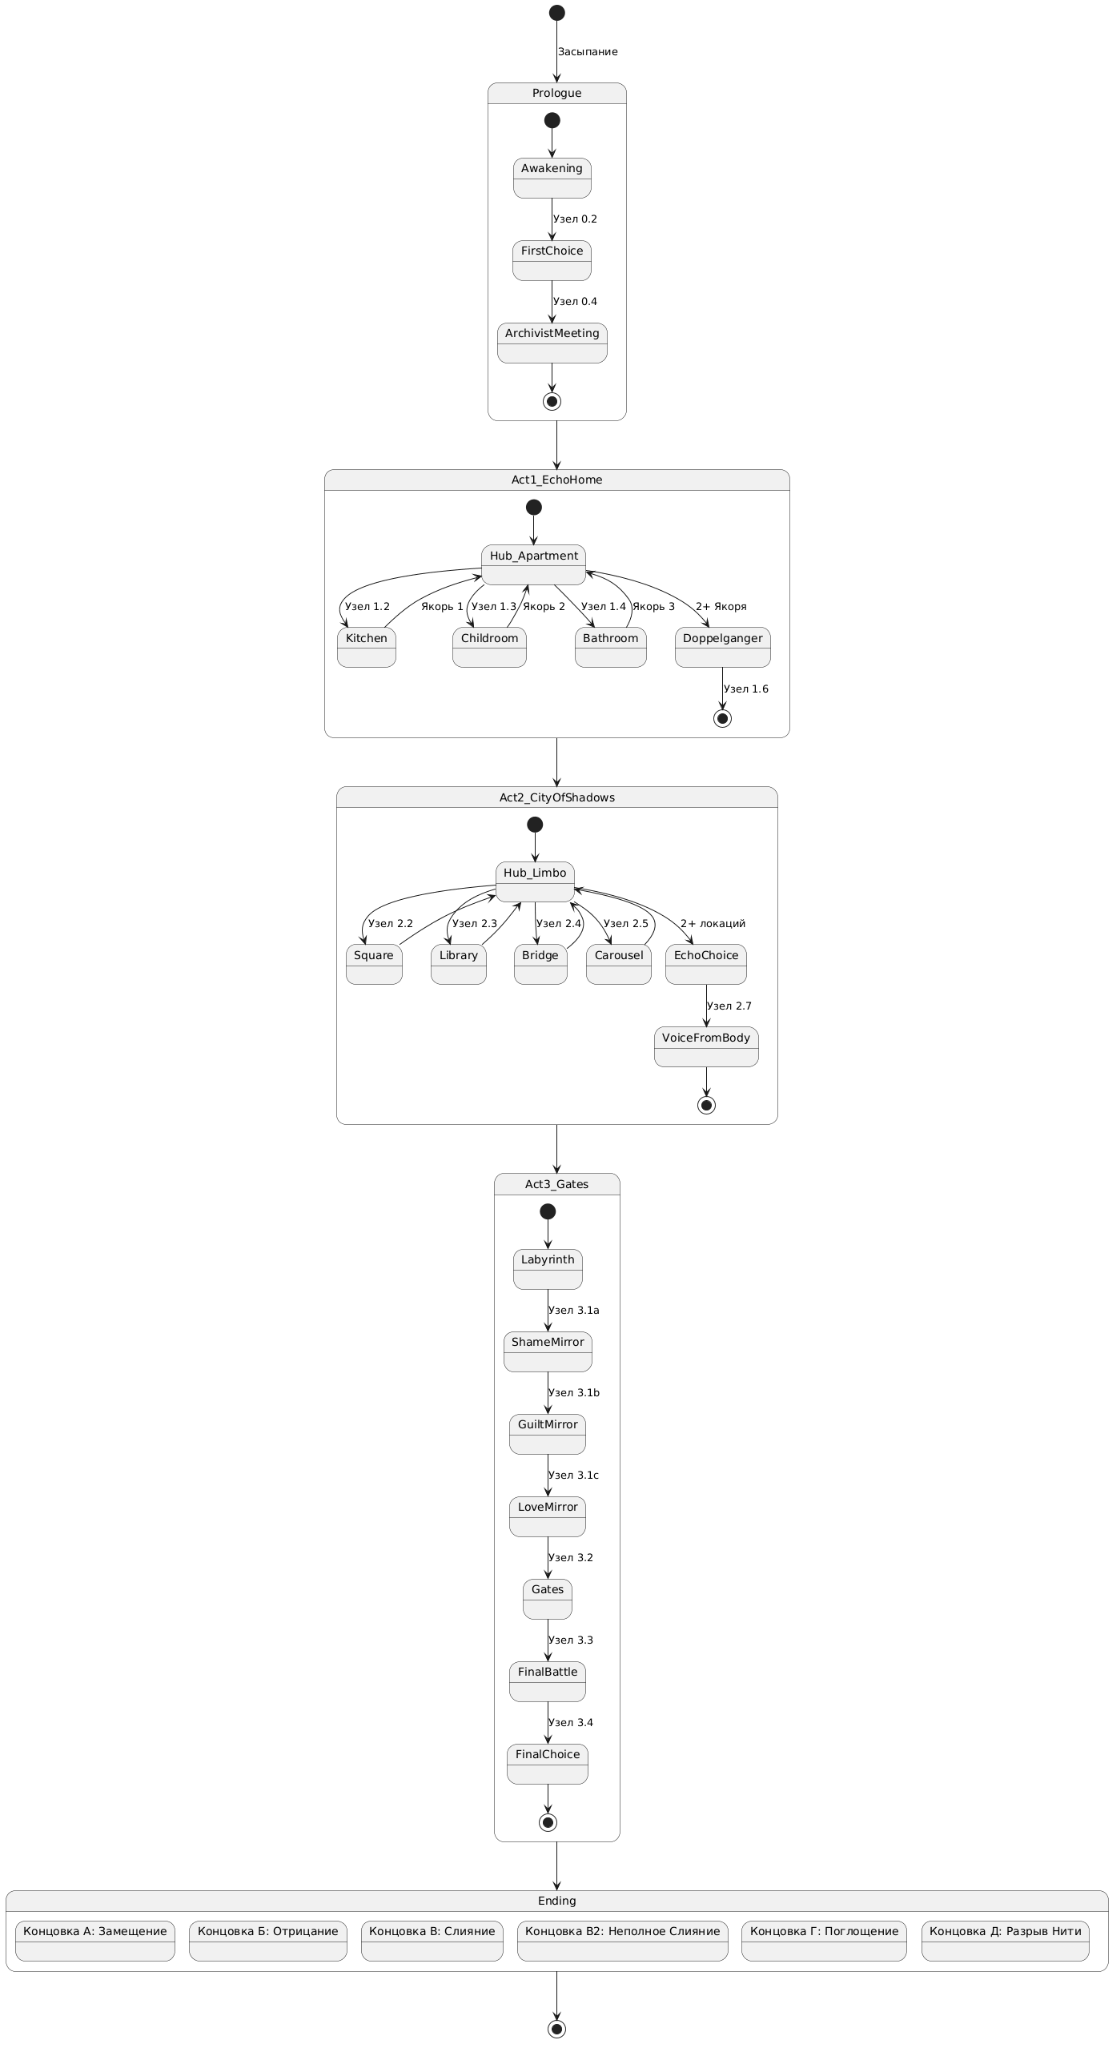 Засыпание
Prologue
Awakening
Узел 0.2
FirstChoice
Узел 0.4
ArchivistMeeting
Act1_EchoHome
Hub_Apartment
Узел 1.2
Якорь 1
Узел 1.3
Якорь 2
Узел 1.4
Якорь 3
2+ Якоря
Kitchen
Childroom
Bathroom
Doppelganger
Узел 1.6
Act2_CityOfShadows
Hub_Limbo
Узел 2.2
Узел 2.3
Узел 2.4
Узел 2.5
2+ локаций
Square
Library
Bridge
Carousel
EchoChoice
Узел 2.7
VoiceFromBody
Act3_Gates
Labyrinth
Узел 3.1a
ShameMirror
Узел 3.1b
GuiltMirror
Узел 3.1c
LoveMirror
Узел 3.2
Gates
Узел 3.3
FinalBattle
Узел 3.4
FinalChoice
Ending
Концовка А: Замещение
Концовка Б: Отрицание
Концовка В: Слияние
Концовка В2: Неполное Слияние
Концовка Г: Поглощение
Концовка Д: Разрыв Нити